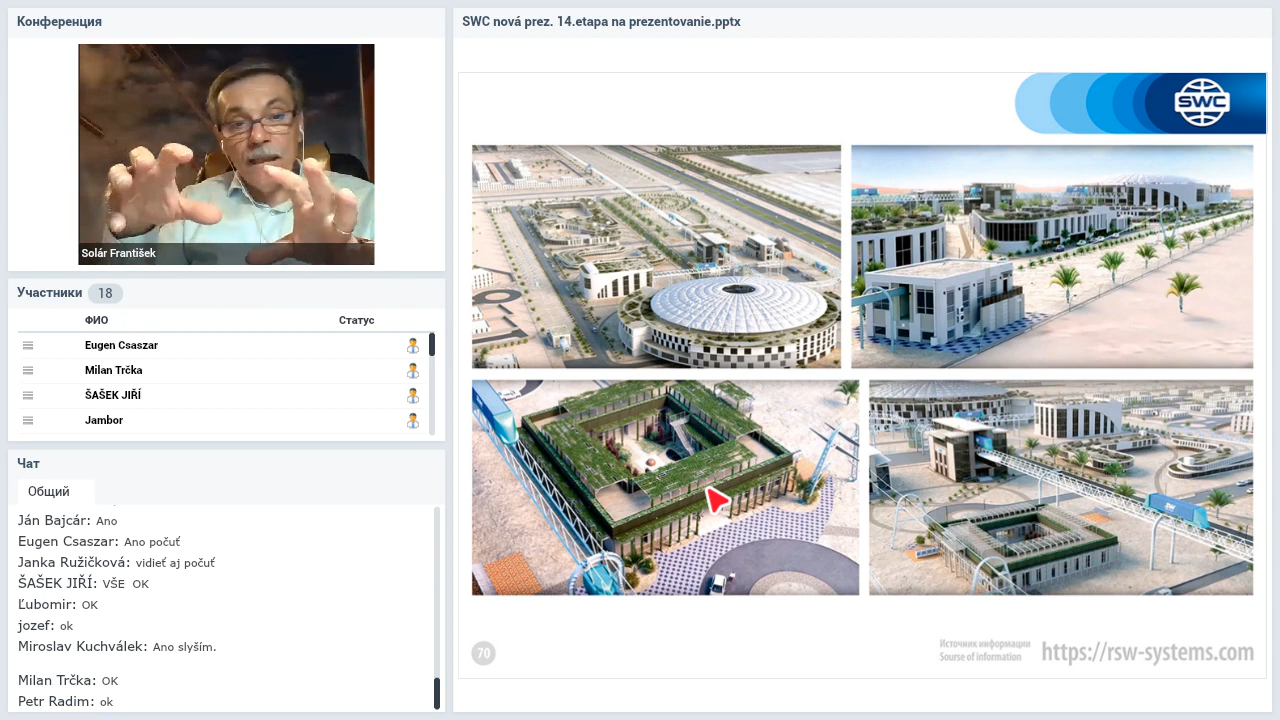 Конференция
Solár František
Участники 18
ФИО Статус
Eugen Csaszar
Milan Trčka
ŠAŠEK JIŘÍ
Jambor
Чат
Общий
Ján Bajcár: Ano
Eugen Csaszar: Ano počuť
Janka Ružičková: vidieť aj počuť
ŠAŠEK JIŘÍ: VŠE OK
Ľubomir: OK
jozef: ok
Miroslav Kuchválek: Ano slyším.
Milan Trčka: OK
Petr Radim: ok
SWC nová prez. 14.etapa na prezentovanie.pptx
SWC
70
Источник информации
Sourse of information
https://rsw-systems.com